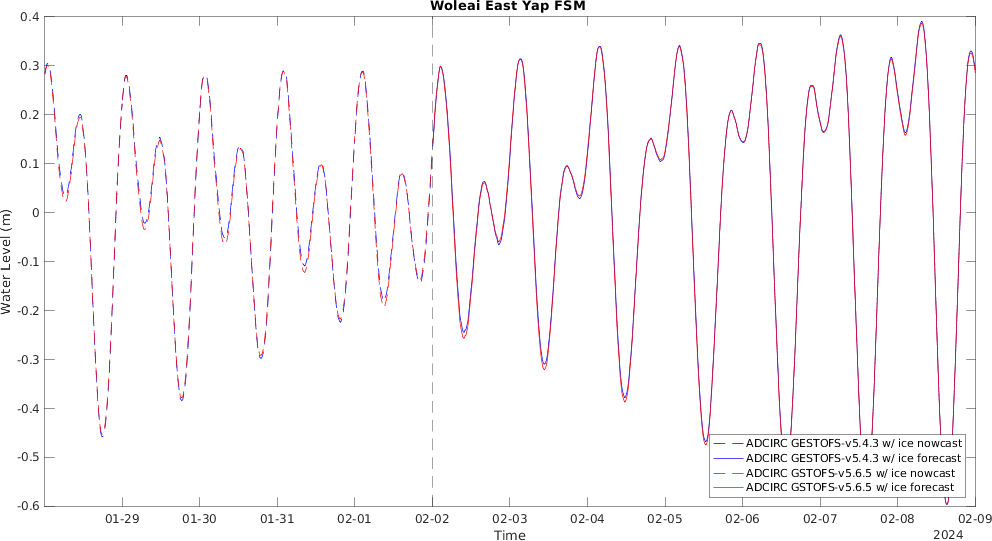 Woleai East Yap FSM
0.4
0.3
0.2
0.1
0
-0.1
-0.2
-0.3
-0.4
-0.5
-0.6
Water Level (m)
ADCIRC GESTOFS-v5.4.3 w/ ice nowcast
ADCIRC GESTOFS-v5.4.3 w/ ice forecast
ADCIRC GSTOFS-v5.6.5 w/ ice nowcast
ADCIRC GSTOFS-v5.6.5 w/ ice forecast
01-29 01-30 01-31 02-01 02-02 02-03 02-04 02-05 02-06 02-07 02-08 02-09
Time
2024